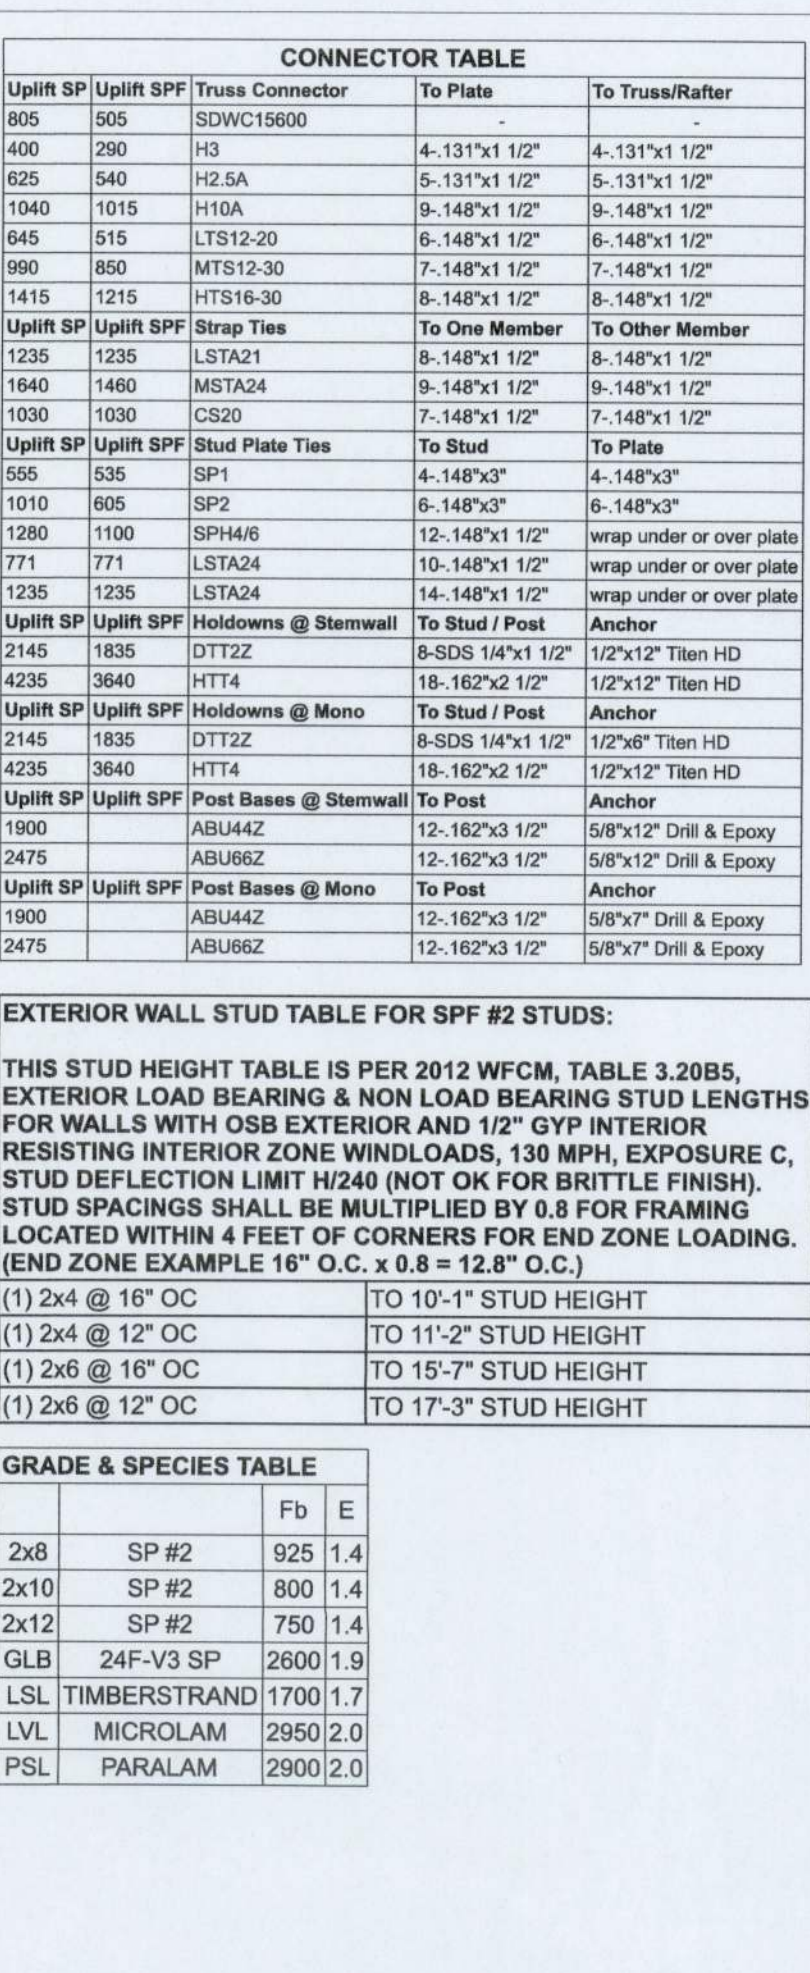 CONNECTOR TABLE
Uplift SP Uplift SPF Truss Connector To Plate To Truss/Rafter
805 505 SDWC15600 - -
400 290 H3 4-.131"x1 1/2" 4-.131"x1 1/2"
625 540 H2.5A 5-.131"x1 1/2" 5-.131"x1 1/2"
1040 1015 H10A 9-.148"x1 1/2" 9-.148"x1 1/2"
645 515 LTS12-20 6-.148"x1 1/2" 6-.148"x1 1/2"
990 850 MTS12-30 7-.148"x1 1/2" 7-.148"x1 1/2"
1415 1215 HTS16-30 8-.148"x1 1/2" 8-.148"x1 1/2"
Uplift SP Uplift SPF Strap Ties To One Member To Other Member
1235 1235 LSTA21 8-.148"x1 1/2" 8-.148"x1 1/2"
1640 1460 MSTA24 9-.148"x1 1/2" 9-.148"x1 1/2"
1030 1030 CS20 7-.148"x1 1/2" 7-.148"x1 1/2"
Uplift SP Uplift SPF Stud Plate Ties To Stud To Plate
555 535 SP1 4-.148"x3" 4-.148"x3"
1010 605 SP2 6-.148"x3" 6-.148"x3"
1280 1100 SPH4/6 12-.148"x1 1/2" wrap under or over plate
771 771 LSTA24 10-.148"x1 1/2" wrap under or over plate
1235 1235 LSTA24 14-.148"x1 1/2" wrap under or over plate
Uplift SP Uplift SPF Holdowns @ Stemwall To Stud / Post Anchor
2145 1835 DTT2Z 8-SDS 1/4"x1 1/2" 1/2"x12" Titen HD
4235 3640 HTT4 18-.162"x2 1/2" 1/2"x12" Titen HD
Uplift SP Uplift SPF Holdowns @ Mono To Stud / Post Anchor
2145 1835 DTT2Z 8-SDS 1/4"x1 1/2" 1/2"x6" Titen HD
4235 3640 HTT4 18-.162"x2 1/2" 1/2"x12" Titen HD
Uplift SP Uplift SPF Post Bases @ Stemwall To Post Anchor
1900 ABU44Z 12-.162"x3 1/2" 5/8"x12" Drill & Epoxy
2475 ABU66Z 12-.162"x3 1/2" 5/8"x12" Drill & Epoxy
Uplift SP Uplift SPF Post Bases @ Mono To Post Anchor
1900 ABU44Z 12-.162"x3 1/2" 5/8"x7" Drill & Epoxy
2475 ABU66Z 12-.162"x3 1/2" 5/8"x7" Drill & Epoxy
EXTERIOR WALL STUD TABLE FOR SPF #2 STUDS:
THIS STUD HEIGHT TABLE IS PER 2012 WFCM, TABLE 3.20B5,
EXTERIOR LOAD BEARING & NON LOAD BEARING STUD LENGTHS
FOR WALLS WITH OSB EXTERIOR AND 1/2" GYP INTERIOR
RESISTING INTERIOR ZONE WINDLOADS, 130 MPH, EXPOSURE C,
STUD DEFLECTION LIMIT H/240 (NOT OK FOR BRITTLE FINISH).
STUD SPACINGS SHALL BE MULTIPLIED BY 0.8 FOR FRAMING
LOCATED WITHIN 4 FEET OF CORNERS FOR END ZONE LOADING.
(END ZONE EXAMPLE 16" O.C. x 0.8 = 12.8" O.C.)
(1) 2x4 @ 16" OC TO 10'-1" STUD HEIGHT
(1) 2x4 @ 12" OC TO 11'-2" STUD HEIGHT
(1) 2x6 @ 16" OC TO 15'-7" STUD HEIGHT
(1) 2x6 @ 12" OC TO 17'-3" STUD HEIGHT
GRADE & SPECIES TABLE
Fb E
2x8 SP #2 925 1.4
2x10 SP #2 800 1.4
2x12 SP #2 750 1.4
GLB 24F-V3 SP 2600 1.9
LSL TIMBERSTRAND 1700 1.7
LVL MICROLAM 2950 2.0
PSL PARALAM 2900 2.0